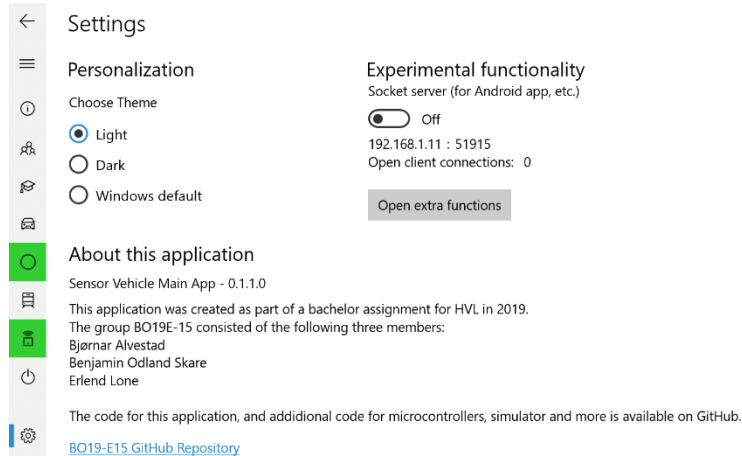 Settings
Personalization
Choose Theme
Light
Dark
Windows default
Experimental functionality
Socket server (for Android app, etc.)
Off
192.168.1.11 : 51915
Open client connections: 0
Open extra functions
About this application
Sensor Vehicle Main App - 0.1.1.0
This application was created as part of a bachelor assignment for HVL in 2019.
The group BO19E-15 consisted of the following three members:
Bjørnar Alvestad
Benjamin Odland Skare
Erlend Lone
The code for this application, and addidional code for microcontrollers, simulator and more is available on GitHub.
BO19-E15 GitHub Repository